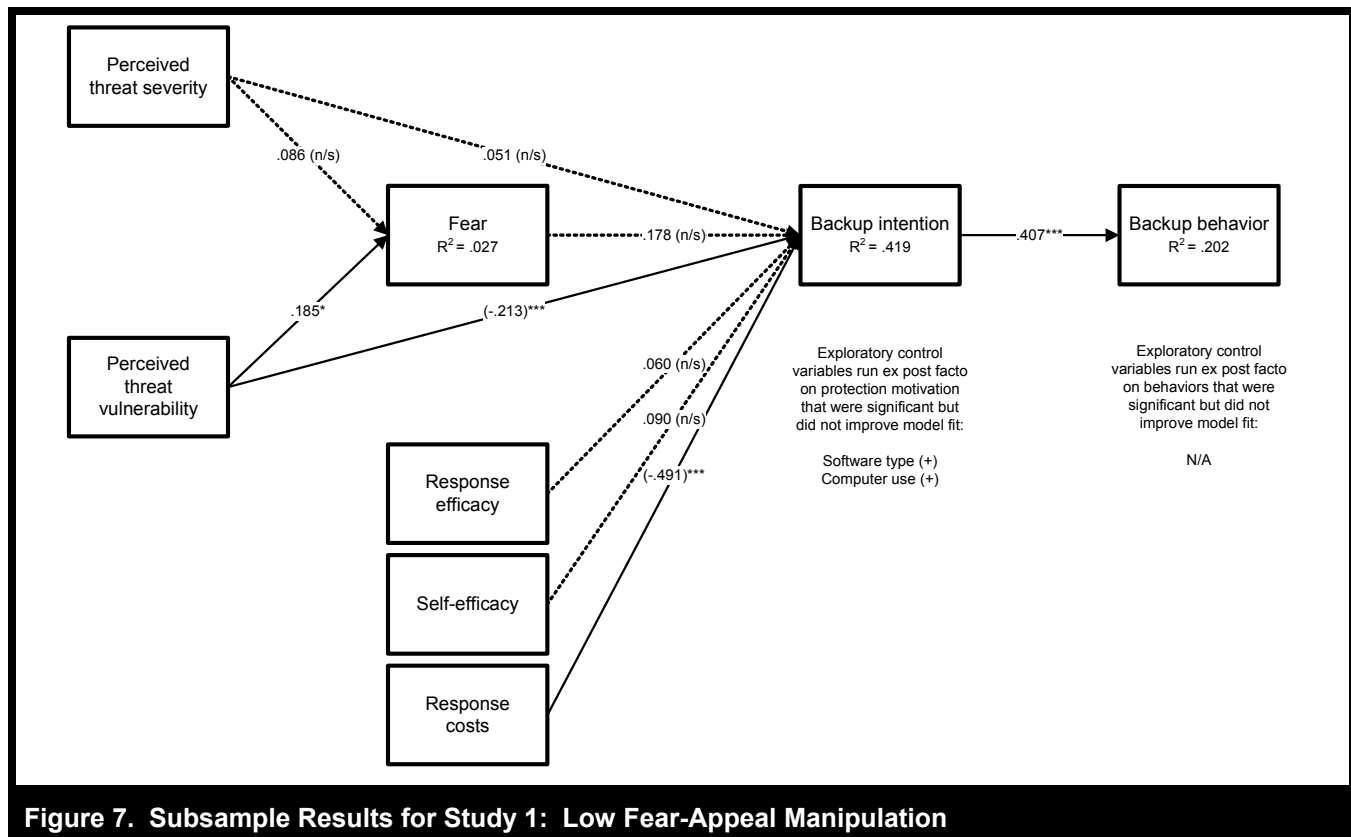 Perceived
threat severity
.086 (n/s)
.051 (n/s)
Fear
R² = .027
.178 (n/s)
Backup intention
R² = .419
.407***
Backup behavior
R² = .202
.185*
(-.213)***
Perceived
threat
vulnerability
.060 (n/s)
.090 (n/s)
(-.491)***
Exploratory control
variables run ex post facto
on protection motivation
that were significant but
did not improve model fit:
Software type (+)
Computer use (+)
Exploratory control
variables run ex post facto
on behaviors that were
significant but did not
improve model fit:
N/A
Response
efficacy
Self-efficacy
Response
costs
Figure 7. Subsample Results for Study 1: Low Fear-Appeal Manipulation